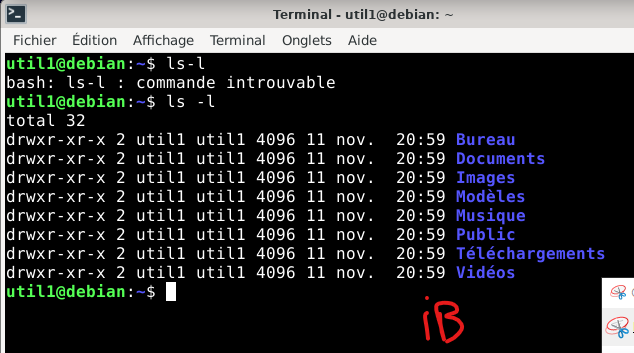 Terminal - util1@debian: ~
Fichier Édition Affichage Terminal Onglets Aide
util1@debian:~$ ls-l
bash: ls-l : commande introuvable
util1@debian:~$ ls -l
total 32
drwxr-xr-x 2 util1 util1 4096 11 nov.  20:59 Bureau
drwxr-xr-x 2 util1 util1 4096 11 nov.  20:59 Documents
drwxr-xr-x 2 util1 util1 4096 11 nov.  20:59 Images
drwxr-xr-x 2 util1 util1 4096 11 nov.  20:59 Modèles
drwxr-xr-x 2 util1 util1 4096 11 nov.  20:59 Musique
drwxr-xr-x 2 util1 util1 4096 11 nov.  20:59 Public
drwxr-xr-x 2 util1 util1 4096 11 nov.  20:59 Téléchargements
drwxr-xr-x 2 util1 util1 4096 11 nov.  20:59 Vidéos
util1@debian:~$
iB